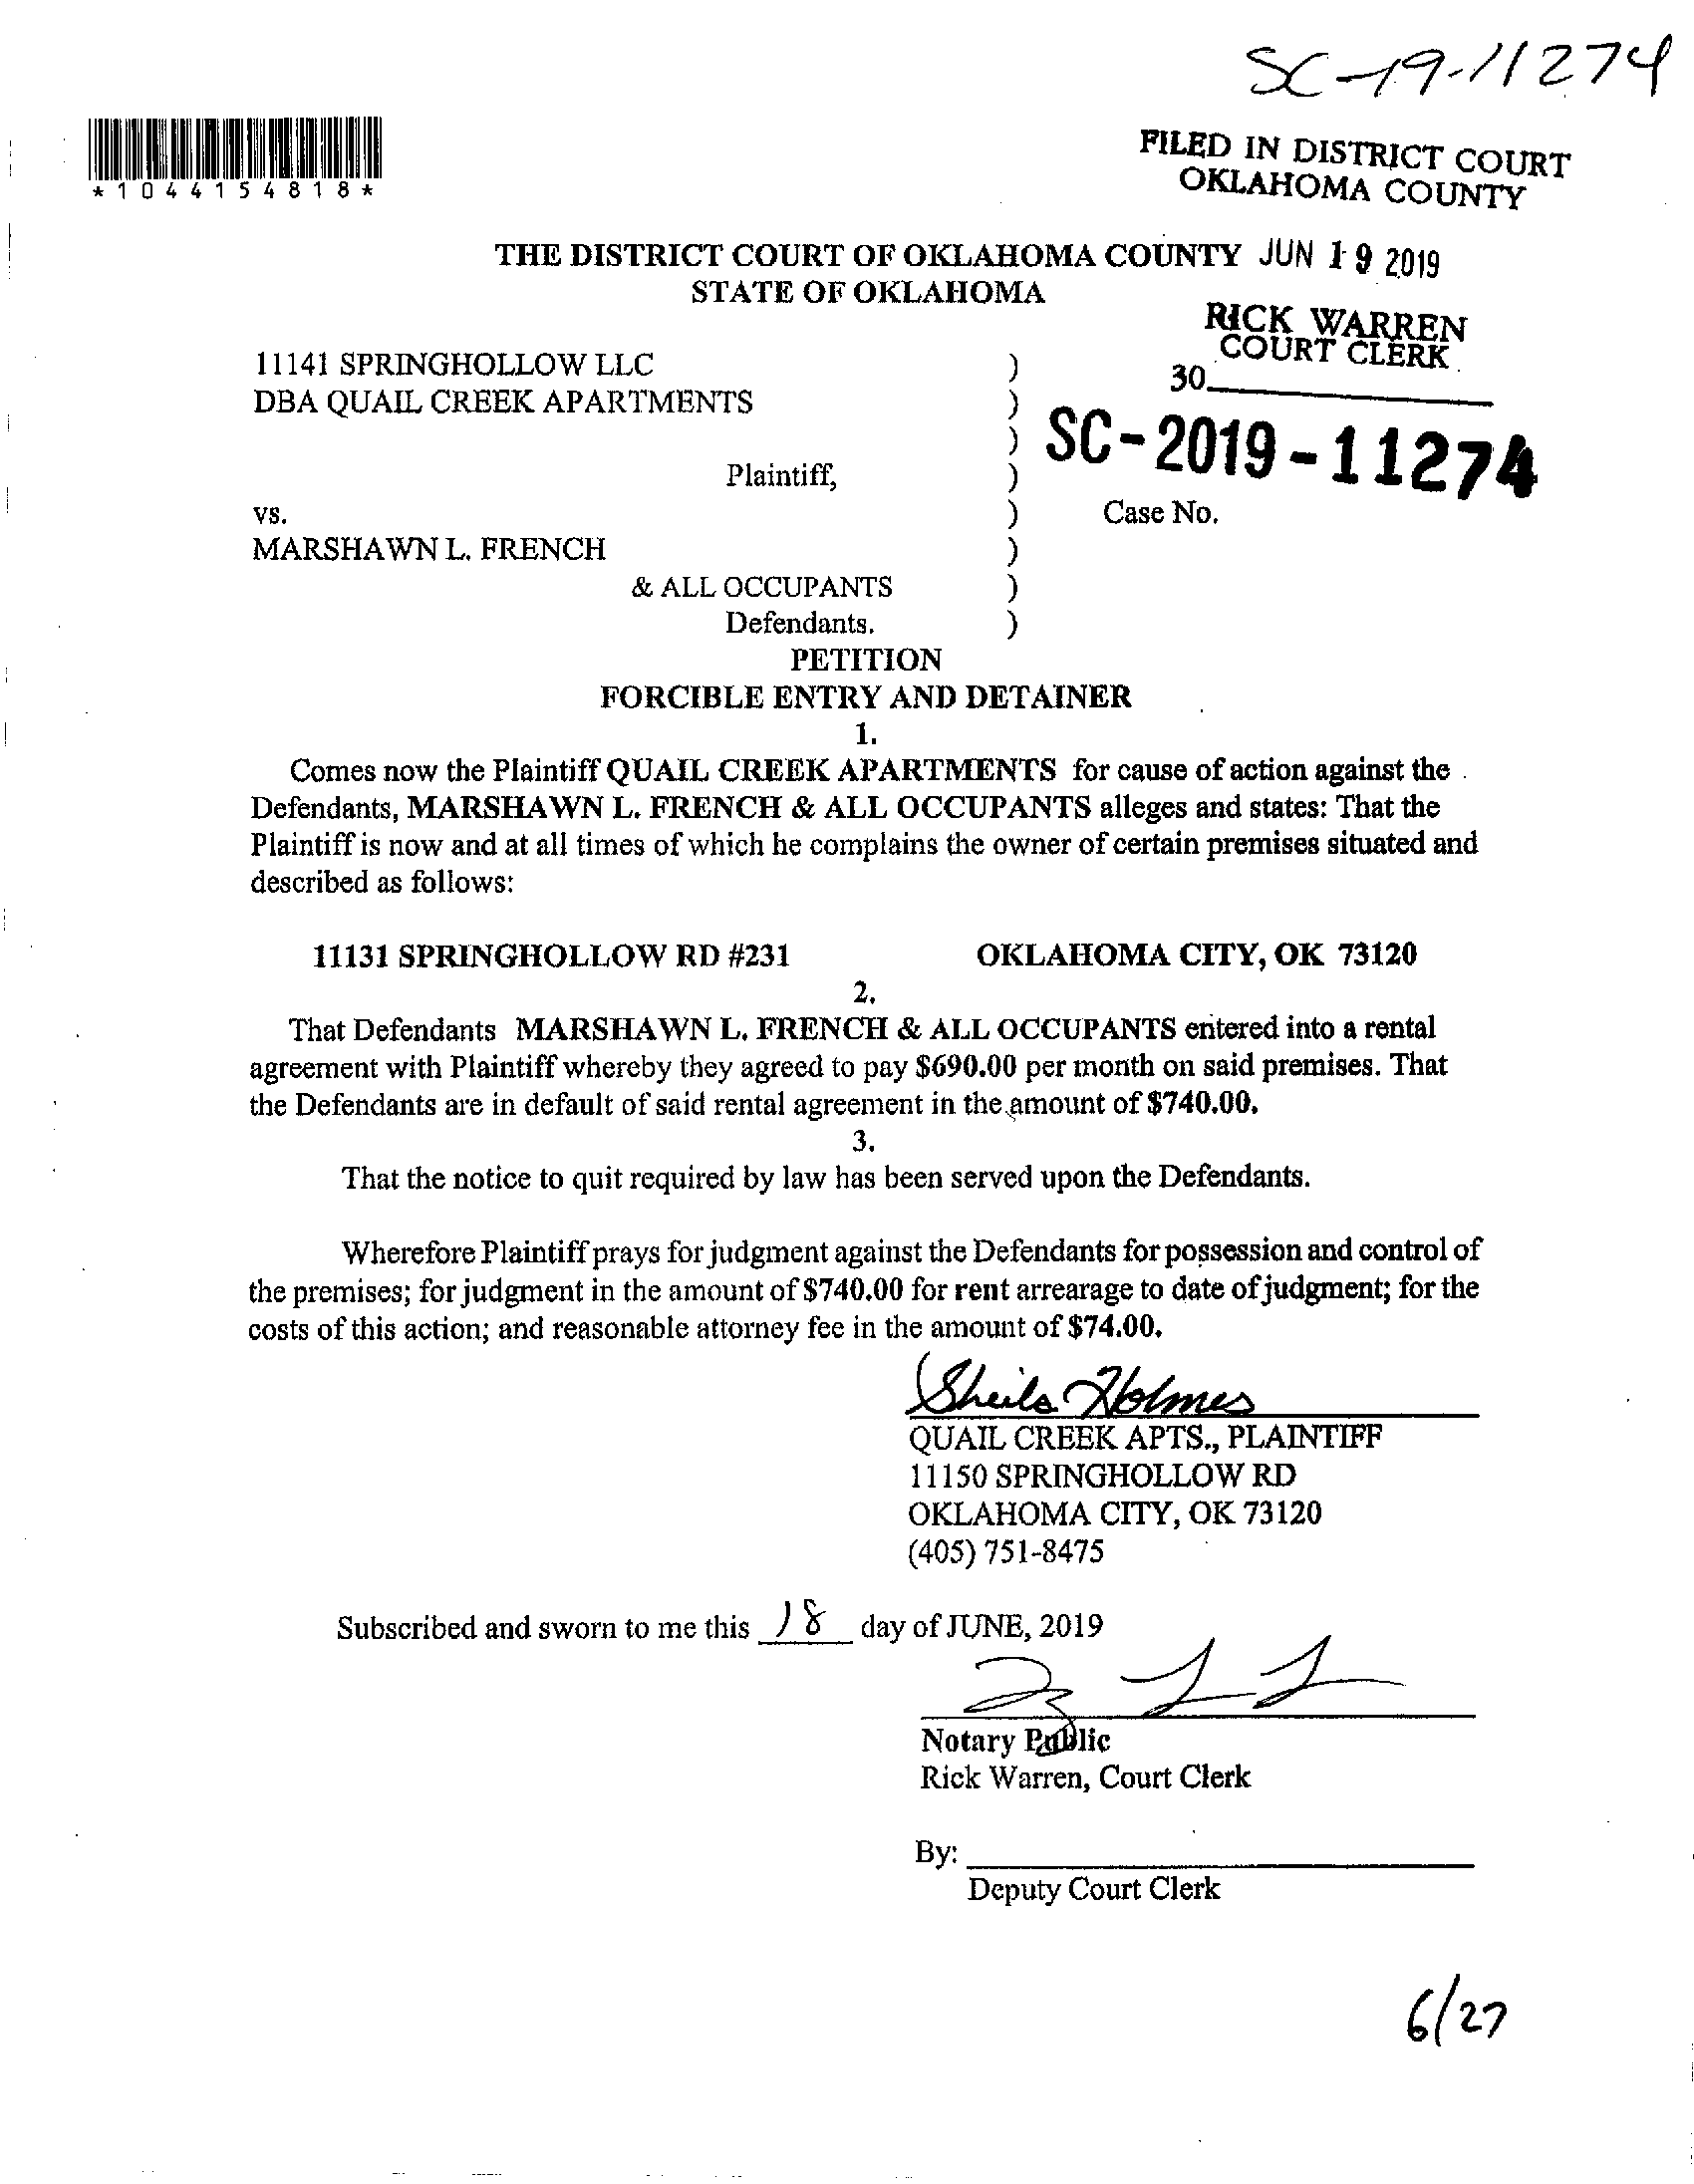 SC-19-11274
*1044154818*
FILED IN DISTRICT COURT
OKLAHOMA COUNTY
THE DISTRICT COURT OF OKLAHOMA COUNTY JUN 19 2019
STATE OF OKLAHOMA
RICK WARREN
COURT CLERK
30
11141 SPRINGHOLLOW LLC )
DBA QUAIL CREEK APARTMENTS )
) SC-2019-11274
Plaintiff, )
vs. ) Case No.
MARSHAWN L. FRENCH )
& ALL OCCUPANTS )
Defendants. )
PETITION
FORCIBLE ENTRY AND DETAINER
1.
Comes now the Plaintiff QUAIL CREEK APARTMENTS for cause of action against the
Defendants, MARSHAWN L. FRENCH & ALL OCCUPANTS alleges and states: That the
Plaintiff is now and at all times of which he complains the owner of certain premises situated and
described as follows:
11131 SPRINGHOLLOW RD #231 OKLAHOMA CITY, OK 73120
2.
That Defendants MARSHAWN L. FRENCH & ALL OCCUPANTS entered into a rental
agreement with Plaintiff whereby they agreed to pay $690.00 per month on said premises. That
the Defendants are in default of said rental agreement in the amount of $740.00.
3.
That the notice to quit required by law has been served upon the Defendants.
Wherefore Plaintiff prays for judgment against the Defendants for possession and control of
the premises; for judgment in the amount of $740.00 for rent arrearage to date of judgment; for the
costs of this action; and reasonable attorney fee in the amount of $74.00.
Sheila Holmes
QUAIL CREEK APTS., PLAINTIFF
11150 SPRINGHOLLOW RD
OKLAHOMA CITY, OK 73120
(405) 751-8475
Subscribed and sworn to me this 18 day of JUNE, 2019
Notary Public
Rick Warren, Court Clerk
By:
Deputy Court Clerk
6/27